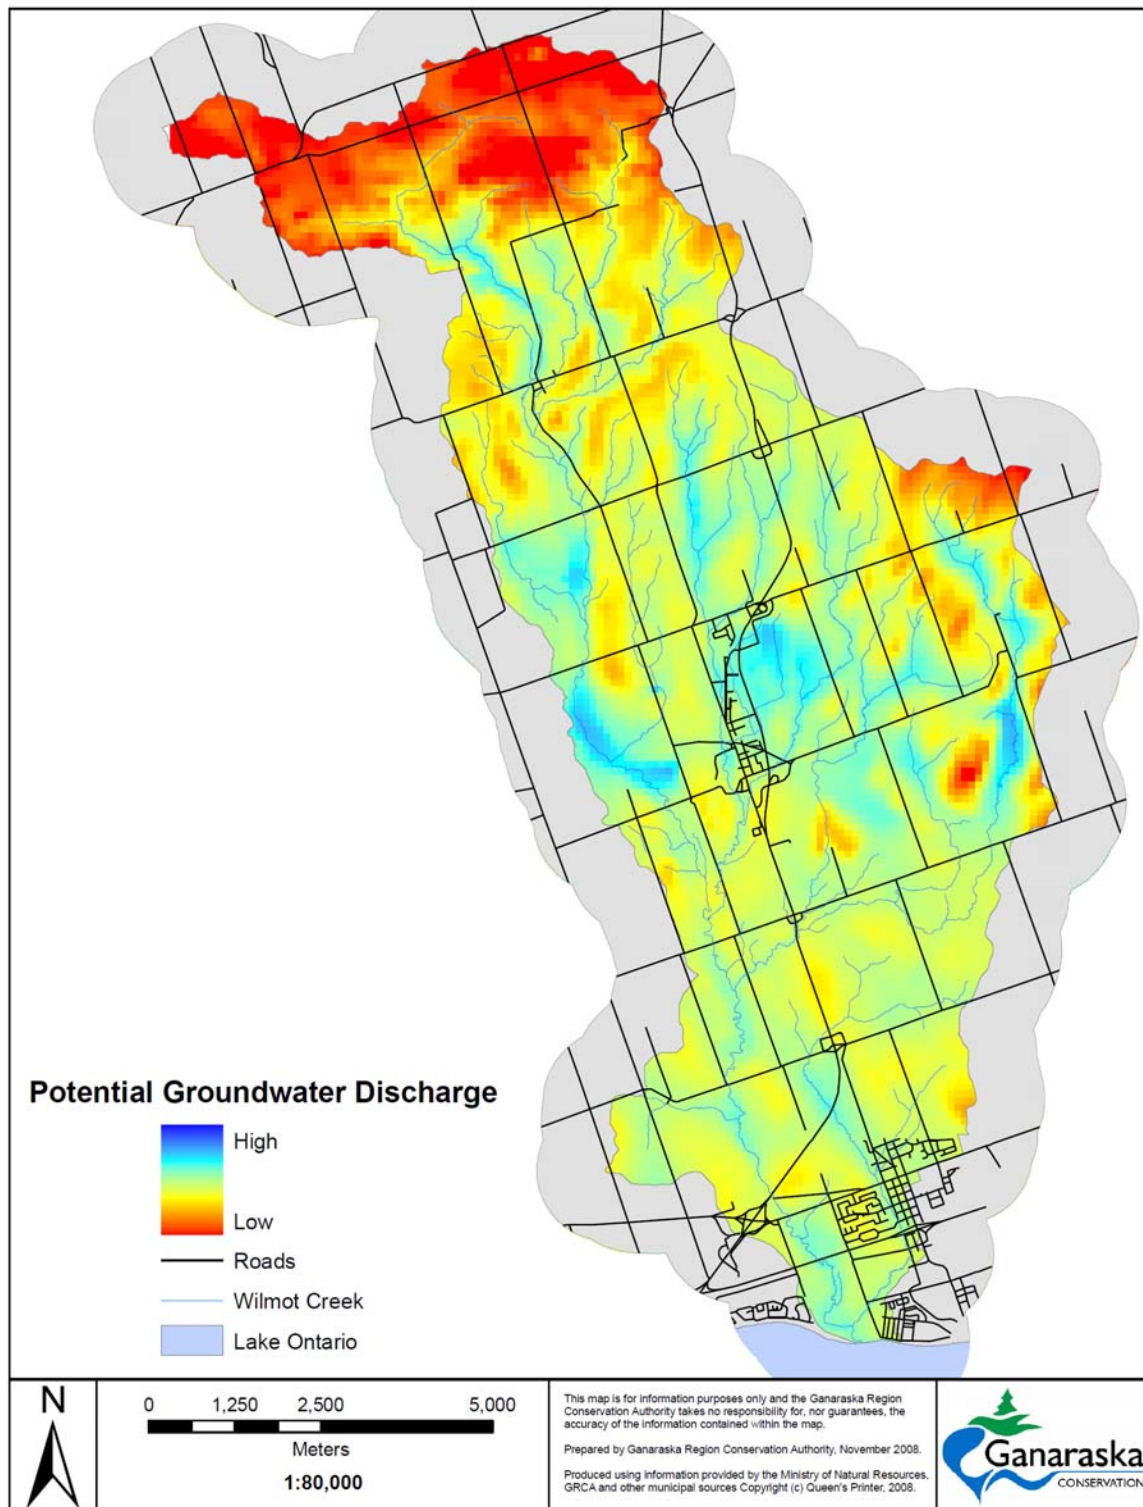 Potential Groundwater Discharge
High
Low
Roads
Wilmot Creek
Lake Ontario
N
0 1,250 2,500 5,000
Meters
1:80,000
This map is for information purposes only and the Ganaraska Region
Conservation Authority takes no responsibility for, nor guarantees, the
accuracy of the information contained within the map.
Prepared by Ganaraska Region Conservation Authority, November 2008.
Produced using information provided by the Ministry of Natural Resources,
GRCA and other municipal sources Copyright (c) Queen's Printer, 2008.
Ganaraska
CONSERVATION